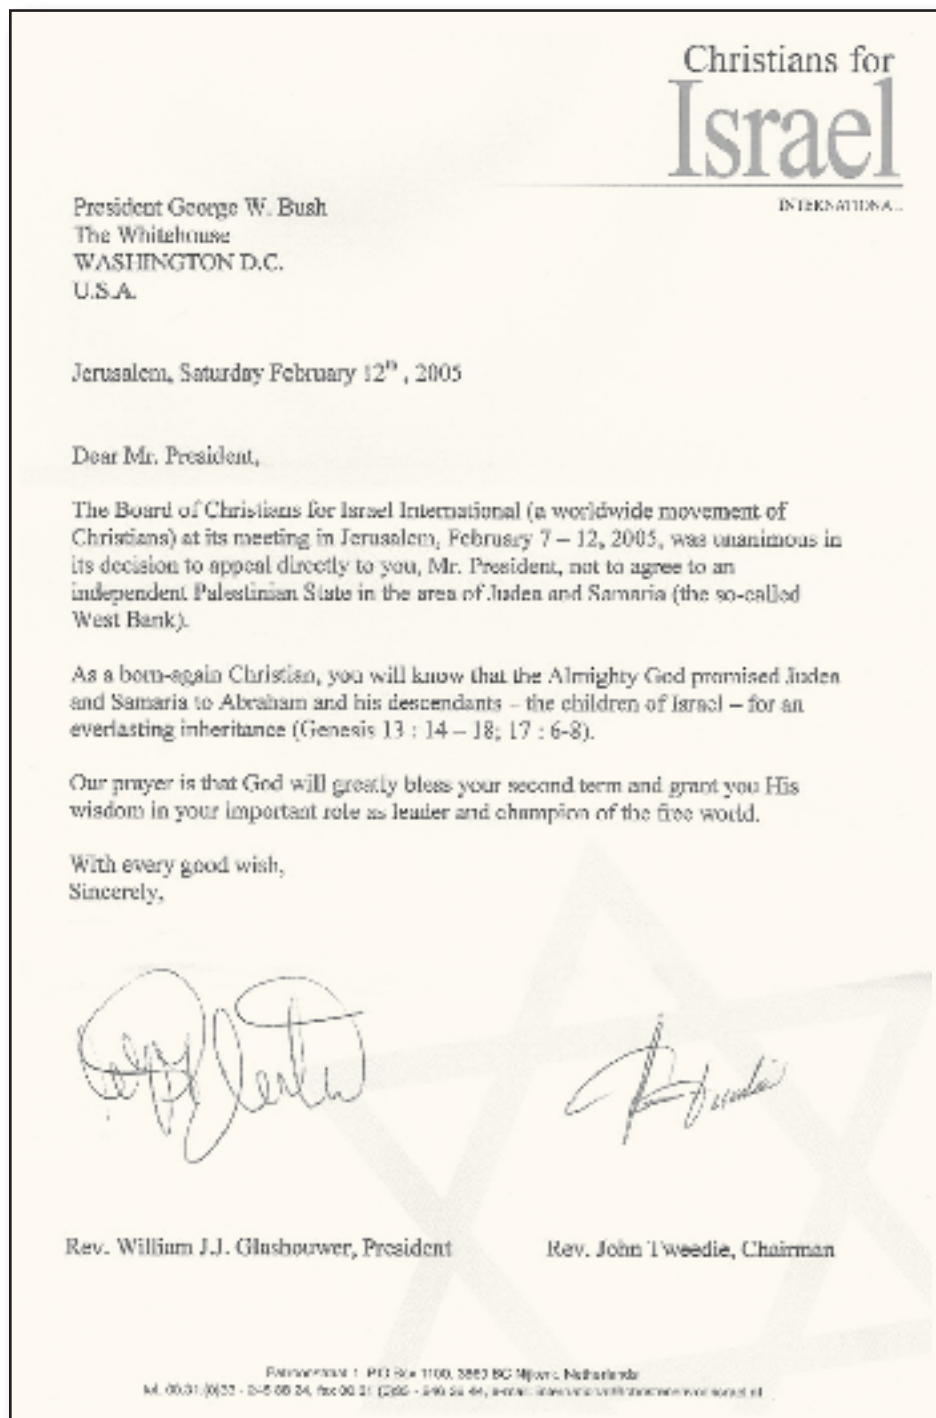 Christians for
Israel
INTERNATIONAL
President George W. Bush
The Whitehouse
WASHINGTON D.C.
U.S.A.
Jerusalem, Saturday February 12th , 2005
Dear Mr. President,
The Board of Christians for Israel International (a worldwide movement of
Christians) at its meeting in Jerusalem, February 7 – 12, 2005, was unanimous in
its decision to appeal directly to you, Mr. President, not to agree to an
independent Palestinian State in the area of Judea and Samaria (the so-called
West Bank).
As a born-again Christian, you will know that the Almighty God promised Judea
and Samaria to Abraham and his descendants – the children of Israel – for an
everlasting inheritance (Genesis 13 : 14 – 18; 17 : 6-8).
Our prayer is that God will greatly bless your second term and grant you His
wisdom in your important role as leader and champion of the free world.
With every good wish,
Sincerely,
Rev. William J.J. Glashouwer, President
Rev. John Tweedie, Chairman
1 PO Box 1100, 3860 BC Nijkerk, Netherlands
tel. fax e-mail: